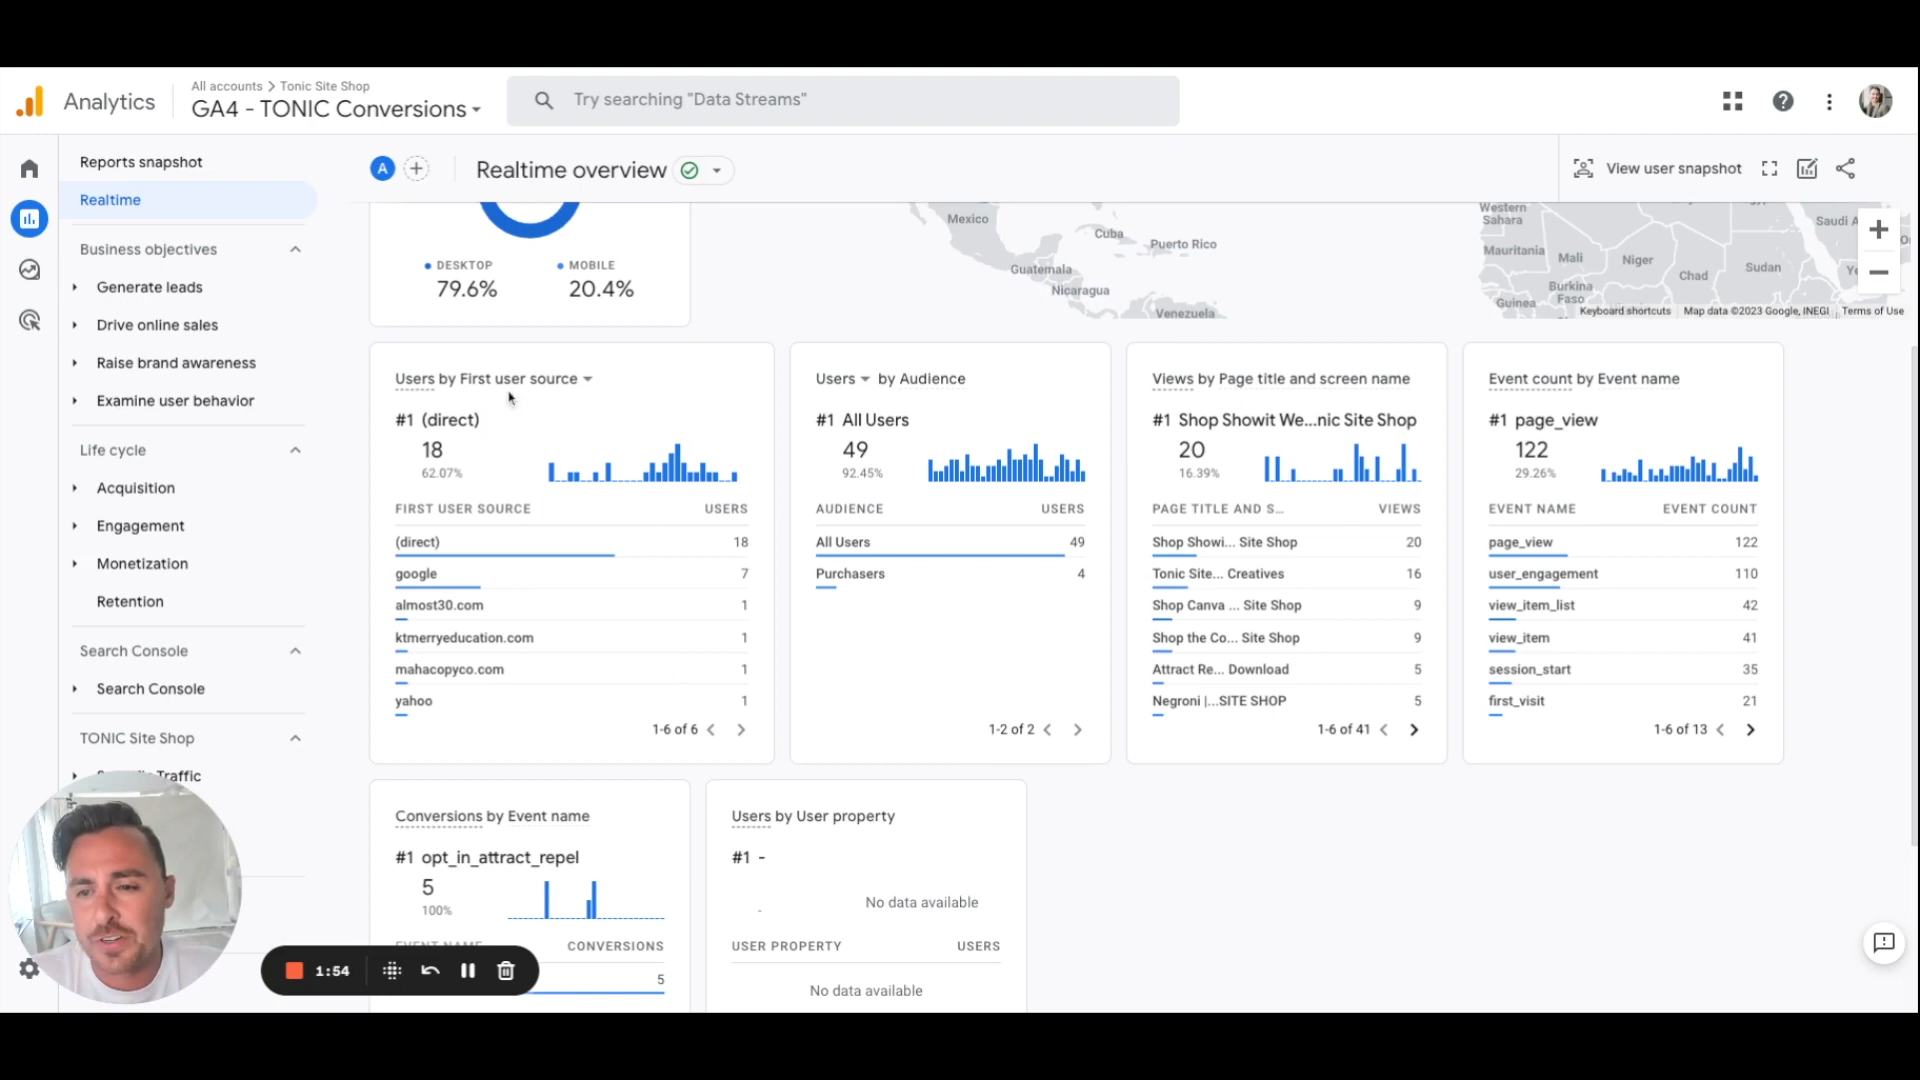 Analytics
All accounts > Tonic Site Shop
GA4 - TONIC Conversions
Try searching "Data Streams"
Reports snapshot
Realtime
Business objectives
Generate leads
Drive online sales
Raise brand awareness
Examine user behavior
Life cycle
Acquisition
Engagement
Monetization
Retention
Search Console
Search Console
TONIC Site Shop
Traffic
A
Realtime overview
View user snapshot
DESKTOP
79.6%
MOBILE
20.4%
Mexico
Cuba
Puerto Rico
Guatemala
Nicaragua
Venezuela
Western
Sahara
Mauritania
Mali
Niger
Chad
Sudan
Saudi A
Ye
Burkina
Faso
Guinea
Keyboard shortcuts
Map data ©2023 Google, INEGI
Terms of Use
Users by First user source
#1 (direct)
18
62.07%
FIRST USER SOURCE USERS
(direct) 18
google 7
almost30.com 1
ktmerryeducation.com 1
mahacopyco.com 1
yahoo 1
1-6 of 6
Users by Audience
#1 All Users
49
92.45%
AUDIENCE USERS
All Users 49
Purchasers 4
1-2 of 2
Views by Page title and screen name
#1 Shop Showit We...nic Site Shop
20
16.39%
PAGE TITLE AND S... VIEWS
Shop Showi... Site Shop 20
Tonic Site... Creatives 16
Shop Canva ... Site Shop 9
Shop the Co... Site Shop 9
Attract Re... Download 5
Negroni |...SITE SHOP 5
1-6 of 41
Event count by Event name
#1 page_view
122
29.26%
EVENT NAME EVENT COUNT
page_view 122
user_engagement 110
view_item_list 42
view_item 41
session_start 35
first_visit 21
1-6 of 13
Conversions by Event name
#1 opt_in_attract_repel
5
100%
EVENT NAME CONVERSIONS
5
Users by User property
#1 -
-
No data available
USER PROPERTY USERS
No data available
1:54